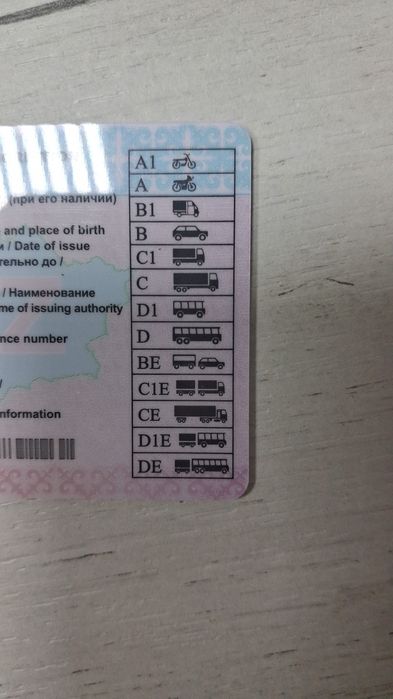 (при его наличии)
and place of birth
и / Date of issue
тельно до /
/ Наименование
me of issuing authority
nce number
/
information
A1
A
B1
B
C1
C
D1
D
BE
C1E
CE
D1E
DE